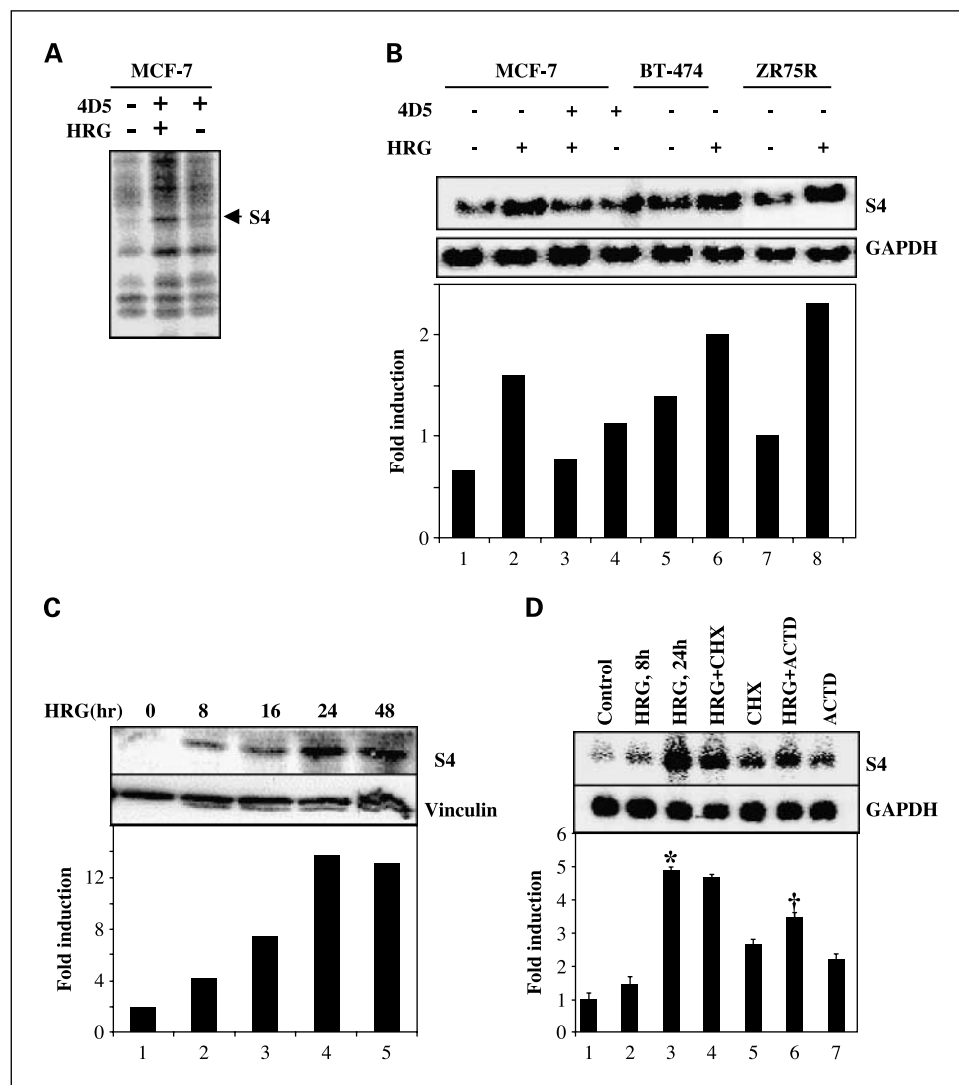 A
MCF-7
4D5 - + +
HRG - + -
S4
B
MCF-7 BT-474 ZR75R
4D5 - - + + - - - -
HRG - + + - - + - +
S4
GAPDH
Fold induction
2
1
0
1 2 3 4 5 6 7 8
C
HRG(hr) 0 8 16 24 48
S4
Vinculin
Fold induction
12
8
4
0
1 2 3 4 5
D
Control
HRG, 8h
HRG, 24h
HRG+CHX
CHX
HRG+ACTD
ACTD
S4
GAPDH
Fold induction
6
5
4
3
2
1
0
* †
1 2 3 4 5 6 7